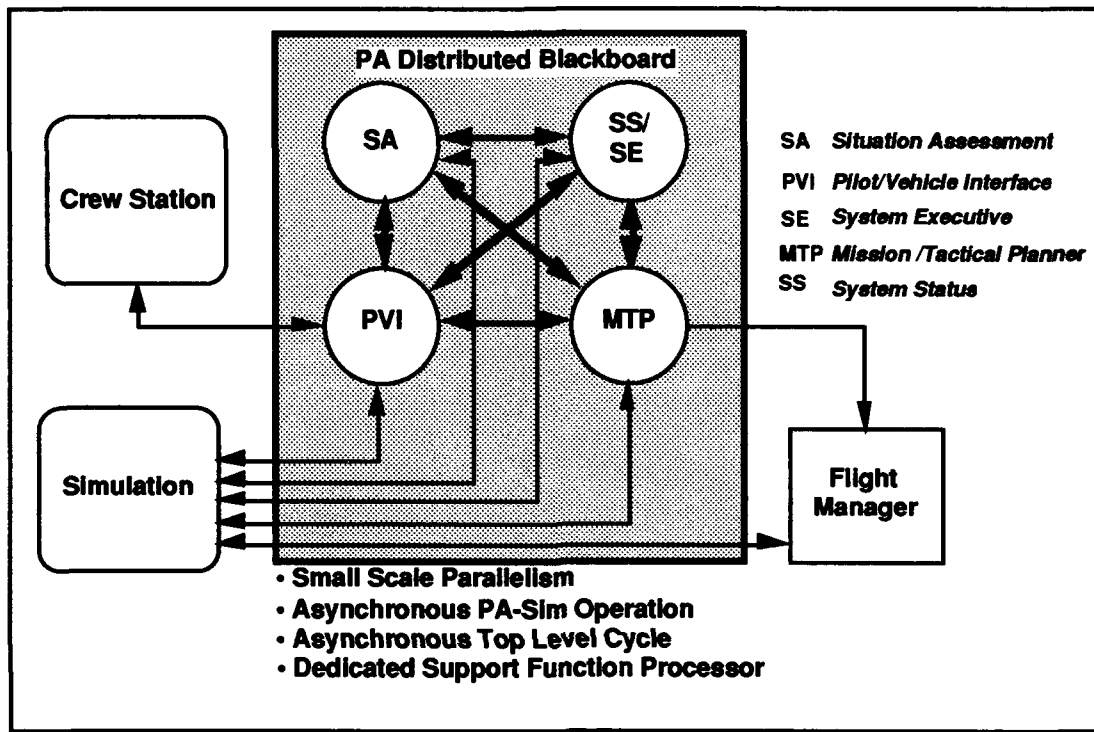 PA Distributed Blackboard
SA
SS/
SE
Crew Station
PVI
MTP
SA Situation Assessment
PVI Pilot/Vehicle Interface
SE System Executive
MTP Mission /Tactical Planner
SS System Status
Simulation
Flight
Manager
• Small Scale Parallelism
• Asynchronous PA-Sim Operation
• Asynchronous Top Level Cycle
• Dedicated Support Function Processor